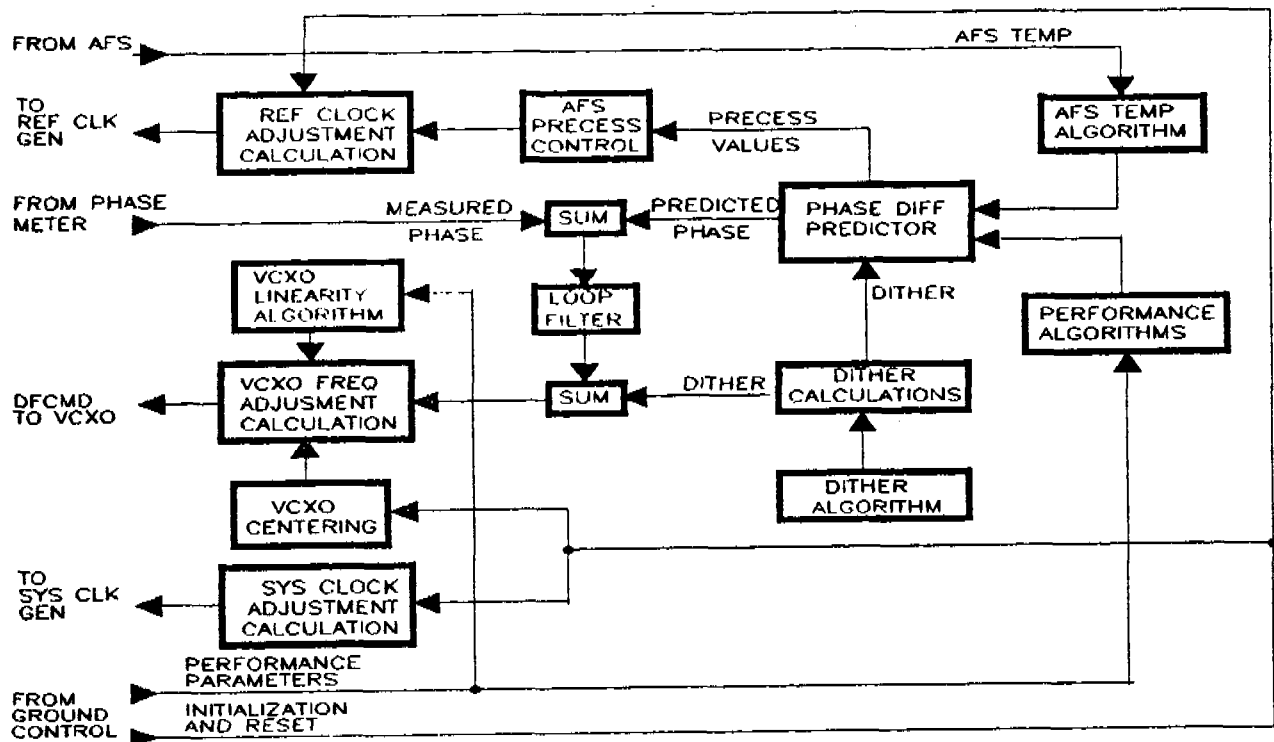 FROM AFS
AFS TEMP
TO
REF CLK
GEN
REF CLOCK
ADJUSTMENT
CALCULATION
AFS
PRECESS
CONTROL
PRECESS
VALUES
AFS TEMP
ALGORITHM
FROM PHASE
METER
MEASURED
PHASE
SUM
PREDICTED
PHASE
PHASE DIFF
PREDICTOR
VCXO
LINEARITY
ALGORITHM
LOOP
FILTER
DITHER
PERFORMANCE
ALGORITHMS
DFCMD
TO VCXO
VCXO FREQ
ADJUSMENT
CALCULATION
SUM
DITHER
DITHER
CALCULATIONS
DITHER
ALGORITHM
VCXO
CENTERING
TO
SYS CLK
GEN
SYS CLOCK
ADJUSTMENT
CALCULATION
FROM
GROUND
CONTROL
PERFORMANCE
PARAMETERS
INITIALIZATION
AND RESET